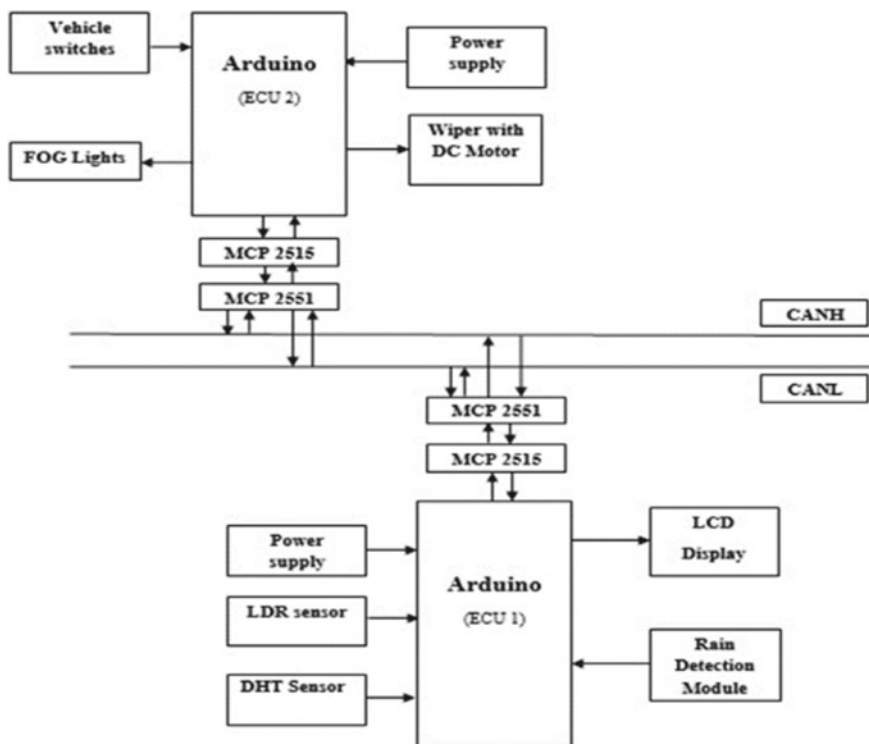 Vehicle
switches
Arduino
(ECU 2)
Power
supply
FOG Lights
Wiper with
DC Motor
MCP 2515
MCP 2551
CANH
CANL
MCP 2551
MCP 2515
Power
supply
LDR sensor
DHT Sensor
Arduino
(ECU 1)
LCD
Display
Rain
Detection
Module